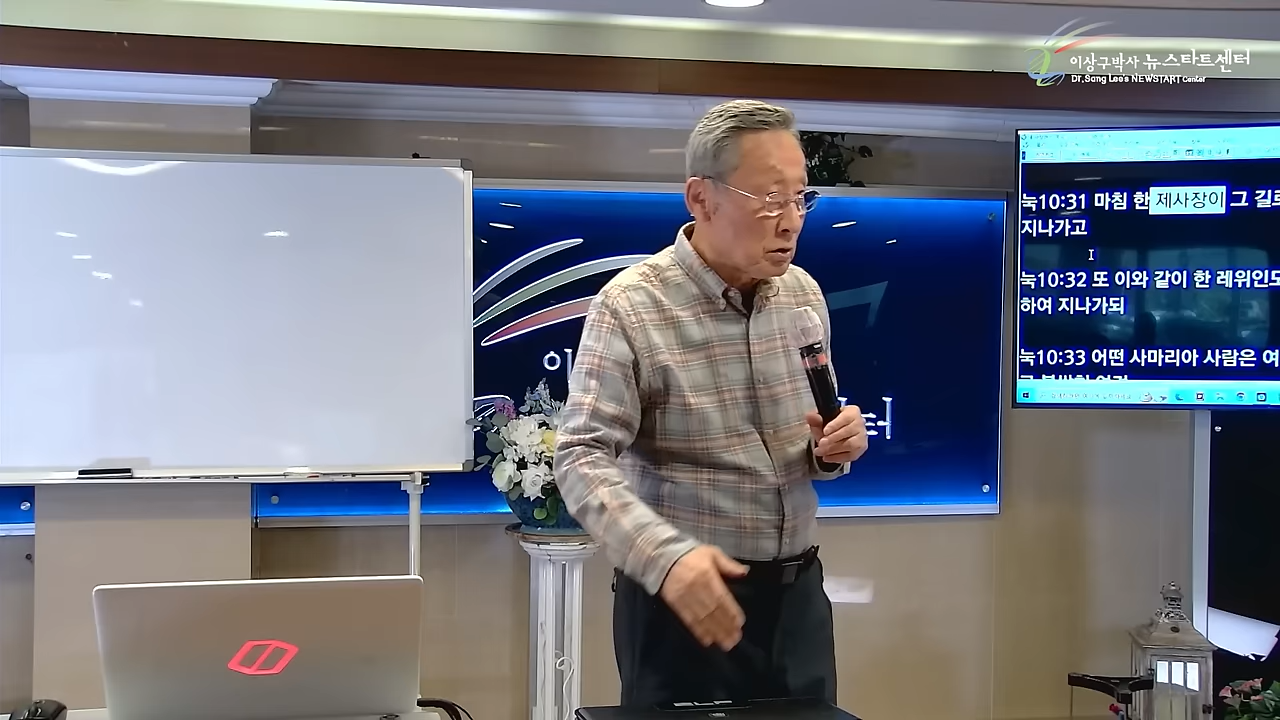 이상구박사 뉴스타트센터
Dr. Sang Lee's NEWSTART Center
눅10:31 마침 한 제사장이 그 길로
지나가고
눅10:32 또 이와 같이 한 레위인도
하여 지나가되
눅10:33 어떤 사마리아 사람은 여